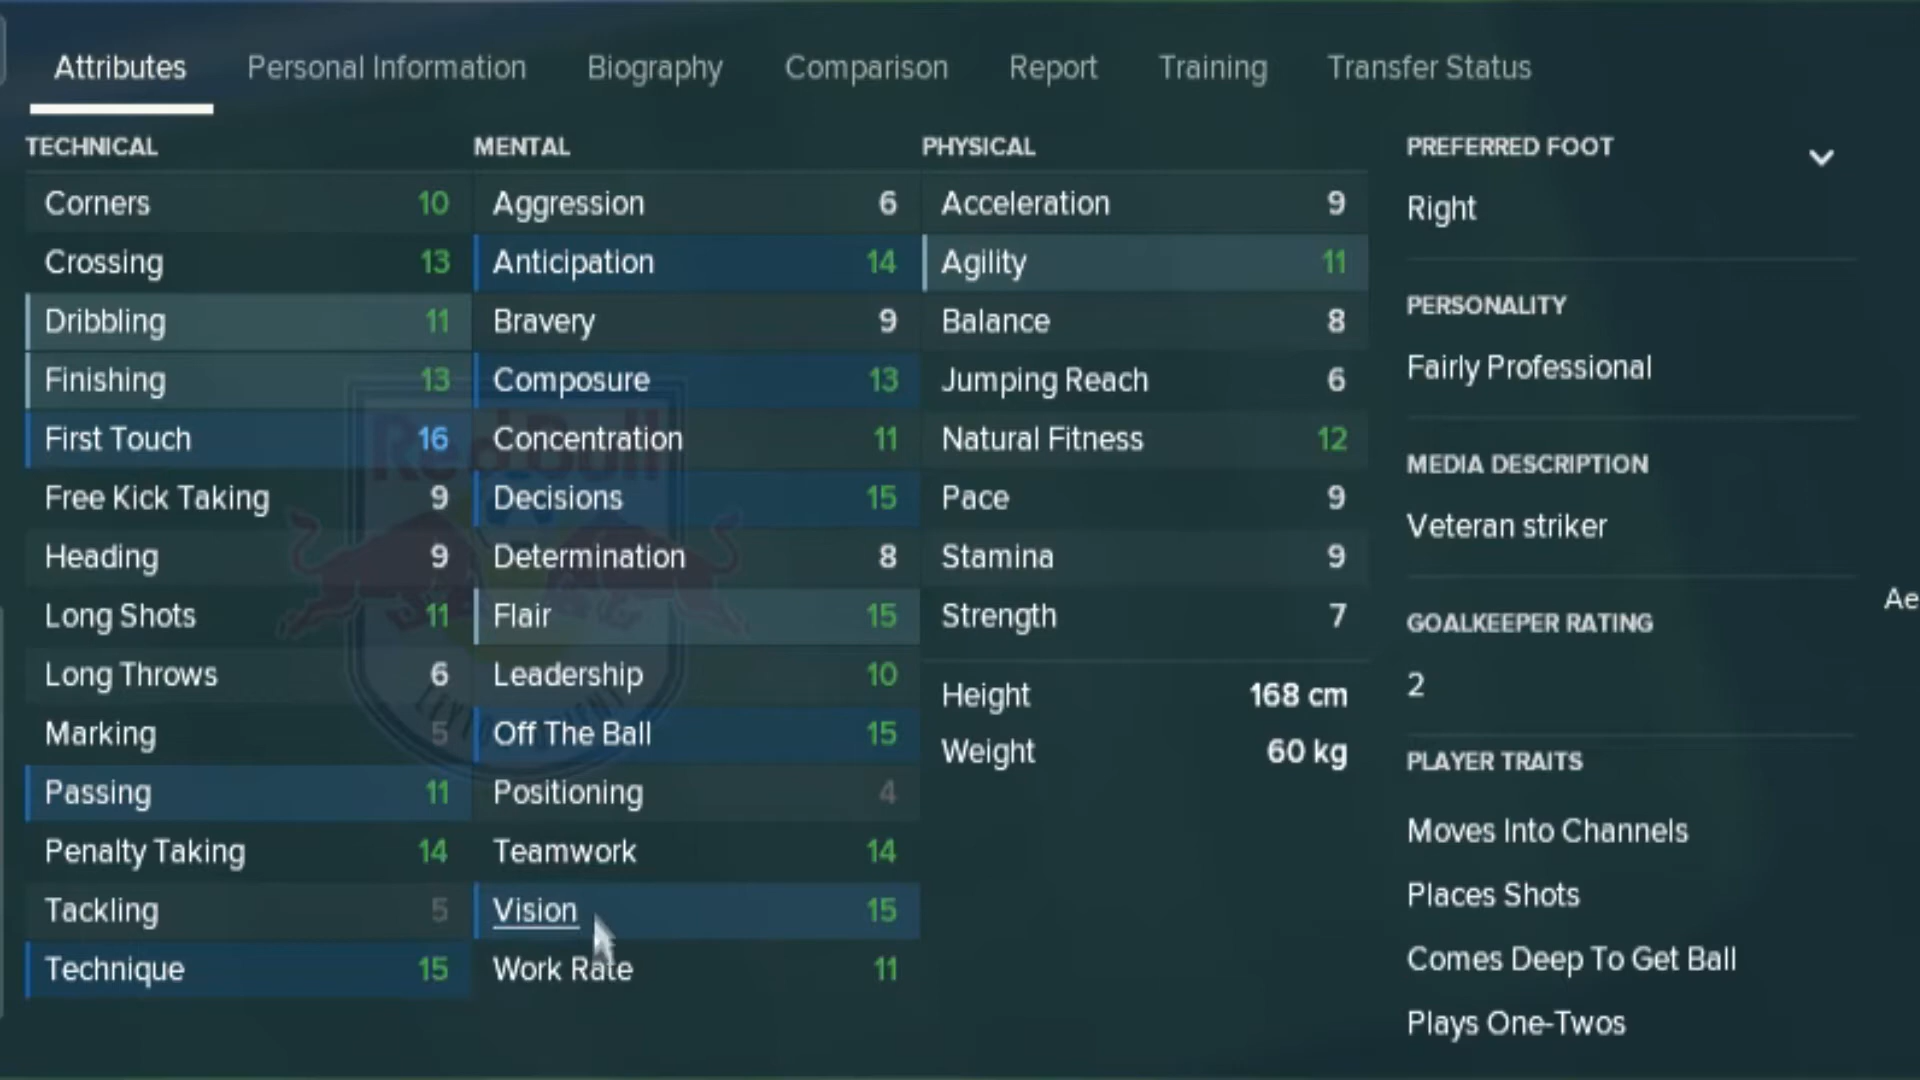 Attributes Personal Information Biography Comparison Report Training Transfer Status
TECHNICAL
Corners 10
Crossing 13
Dribbling 11
Finishing 13
First Touch 16
Free Kick Taking 9
Heading 9
Long Shots 11
Long Throws 6
Marking 5
Passing 11
Penalty Taking 14
Tackling 5
Technique 15
MENTAL
Aggression 6
Anticipation 14
Bravery 9
Composure 13
Concentration 11
Decisions 15
Determination 8
Flair 15
Leadership 10
Off The Ball 15
Positioning 4
Teamwork 14
Vision 15
Work Rate 11
PHYSICAL
Acceleration 9
Agility 11
Balance 8
Jumping Reach 6
Natural Fitness 12
Pace 9
Stamina 9
Strength 7
Height 168 cm
Weight 60 kg
PREFERRED FOOT
Right
PERSONALITY
Fairly Professional
MEDIA DESCRIPTION
Veteran striker
GOALKEEPER RATING
2
PLAYER TRAITS
Moves Into Channels
Places Shots
Comes Deep To Get Ball
Plays One-Twos
Ae
Red Bull